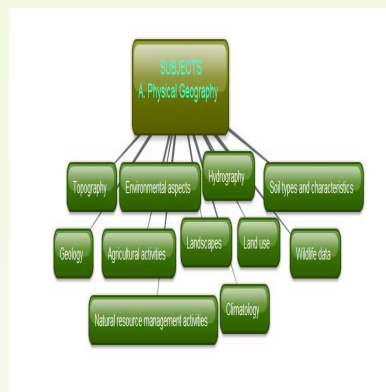 SUBJECTS
A. Physical Geography
Topography
Environmental aspects
Hydrography
Soil types and characteristics
Geology
Agricultural activities
Landscapes
Land use
Wildlife data
Natural resource management activities
Climatology